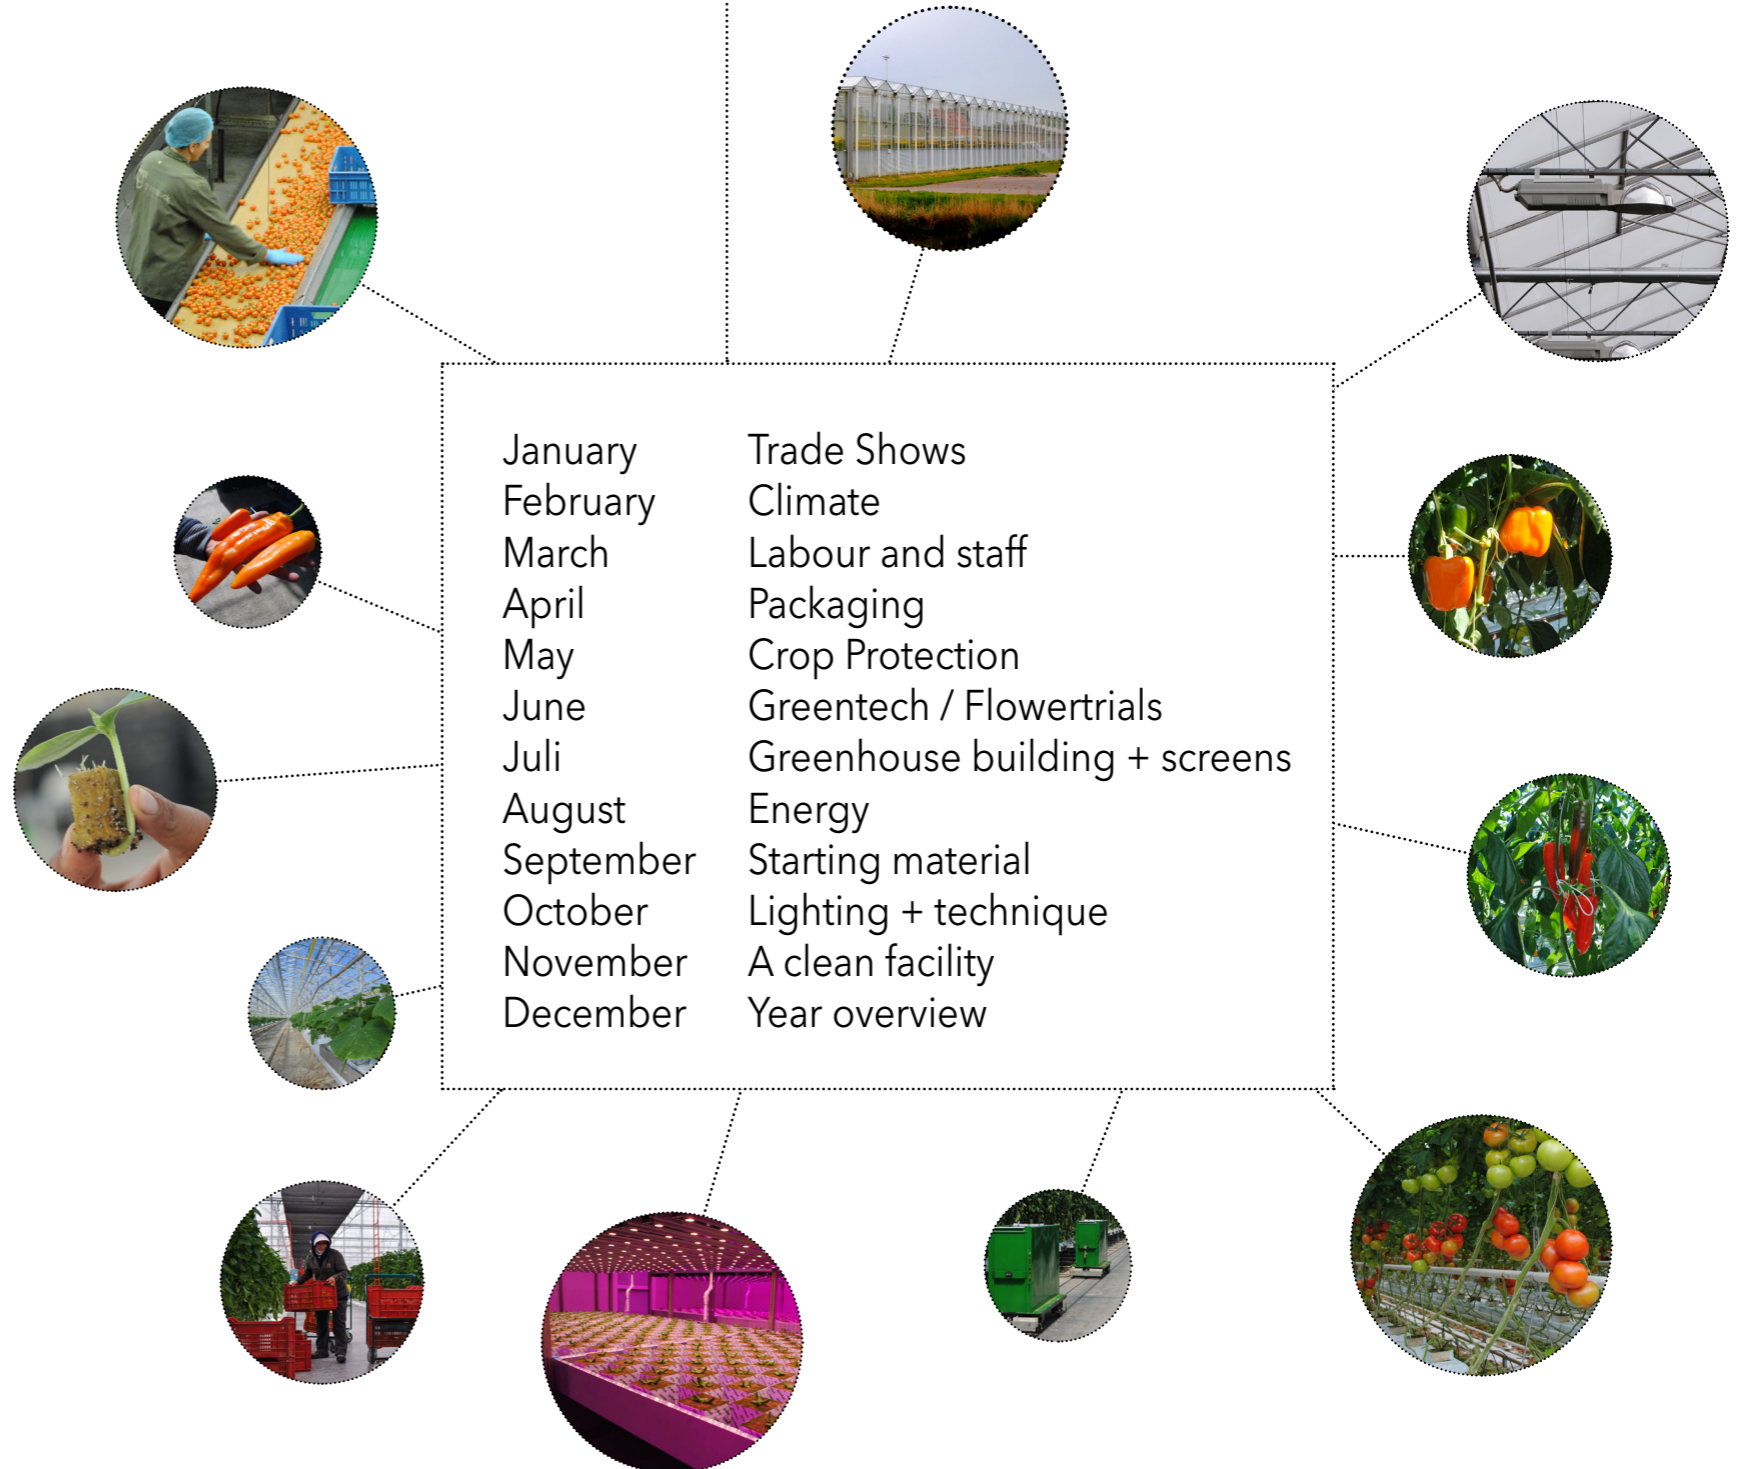 January Trade Shows
February Climate
March Labour and staff
April Packaging
May Crop Protection
June Greentech / Flowertrials
Juli Greenhouse building + screens
August Energy
September Starting material
October Lighting + technique
November A clean facility
December Year overview